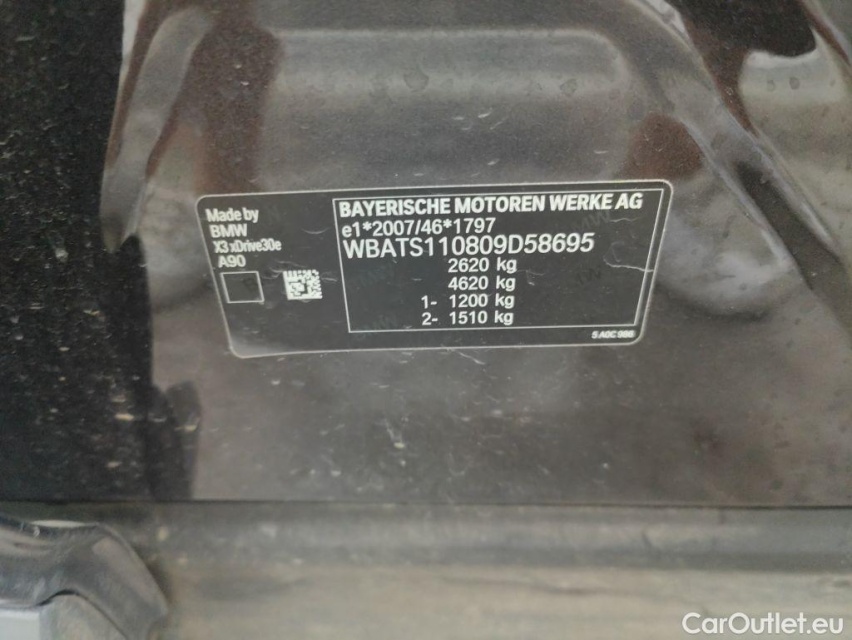 Made by
BMW
X3 xDrive30e
A90
BAYERISCHE MOTOREN WERKE AG
e1*2007/46*1797
WBATS110809D58695
2620 kg
4620 kg
1- 1200 kg
2- 1510 kg
5 A0C 986
CarOutlet.eu